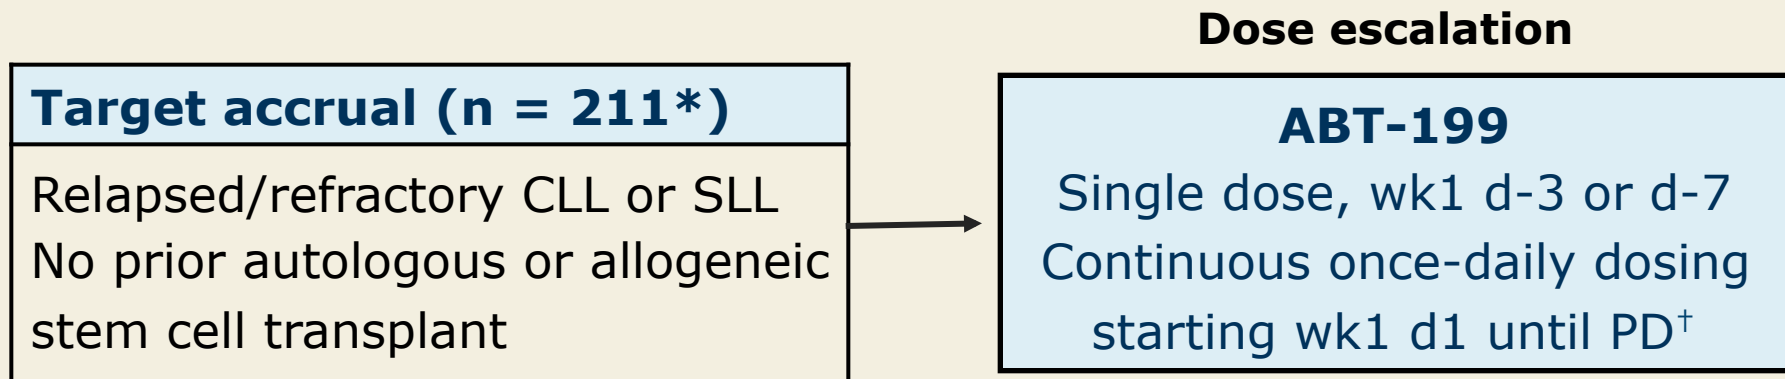 Dose escalation
Target accrual (n = 211*)
Relapsed/refractory CLL or SLL
No prior autologous or allogeneic
stem cell transplant
ABT-199
Single dose, wk1 d-3 or d-7
Continuous once-daily dosing
starting wk1 d1 until PD†